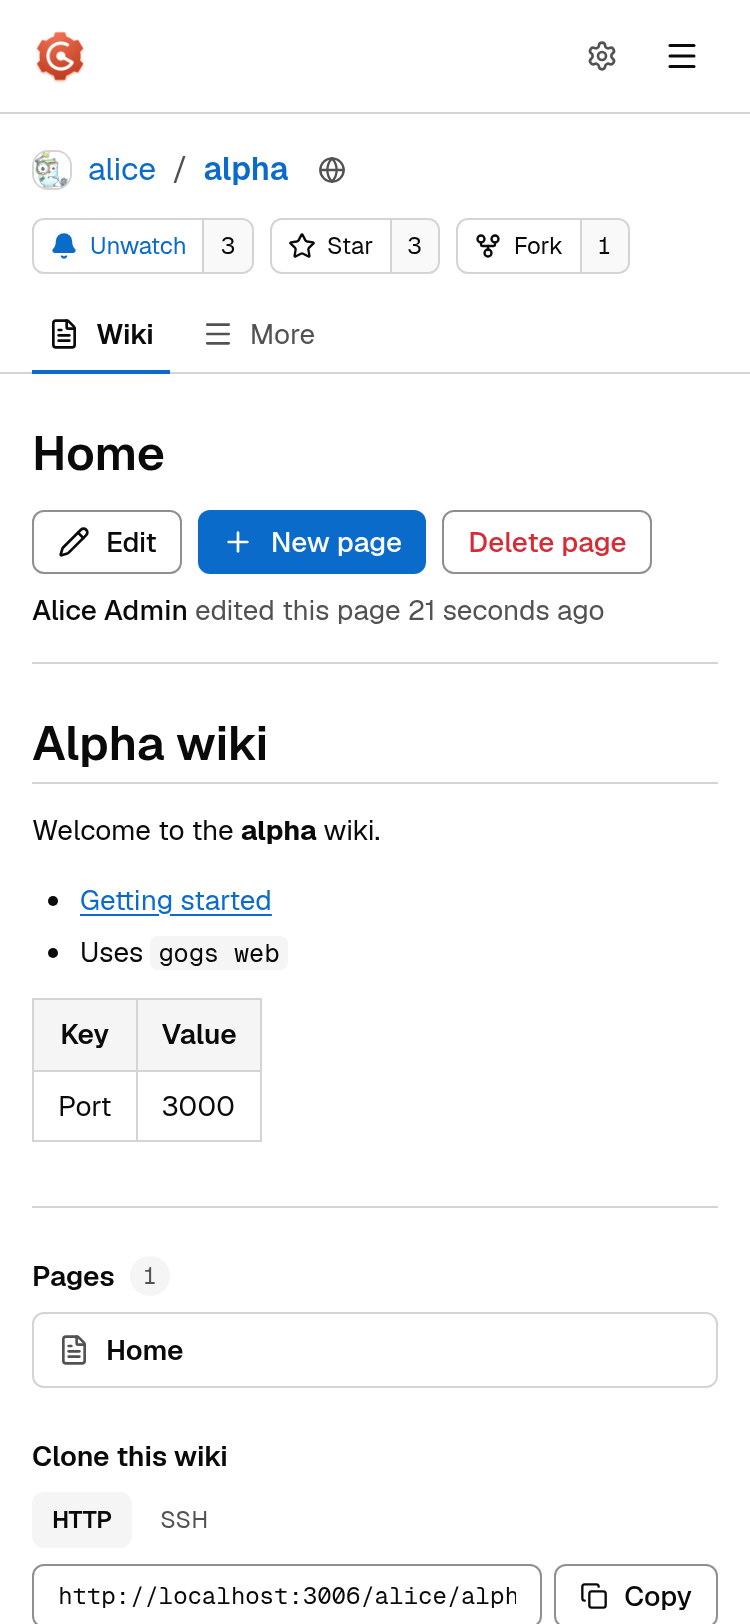 alice / alpha
Unwatch 3 Star 3 Fork 1
Wiki More
Home
Edit New page Delete page
Alice Admin edited this page 21 seconds ago
Alpha wiki
Welcome to the alpha wiki.
• Getting started
• Uses gogs web
Key Value
Port 3000
Pages 1
Home
Clone this wiki
HTTP SSH
http://localhost:3006/alice/alph Copy